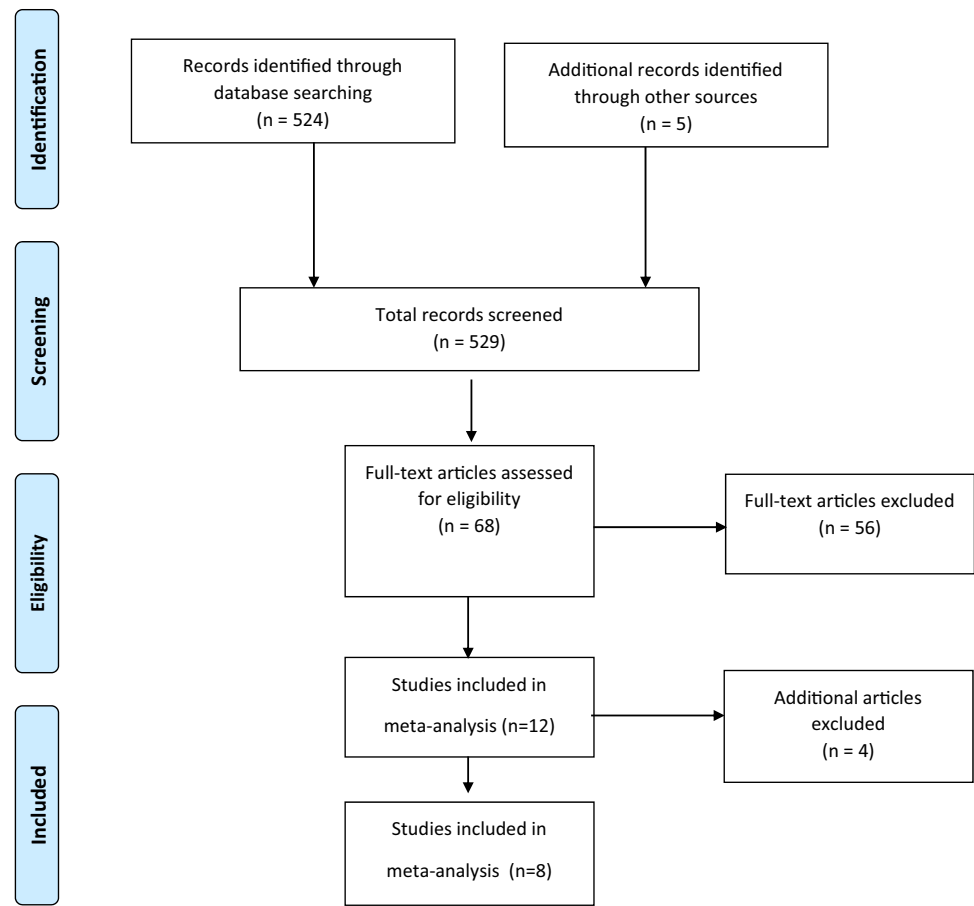 Identification
Records identified through
database searching
(n = 524)
Additional records identified
through other sources
(n = 5)
Screening
Total records screened
(n = 529)
Eligibility
Full-text articles assessed
for eligibility
(n = 68)
Full-text articles excluded
(n = 56)
Studies included in
meta-analysis (n=12)
Additional articles
excluded
(n = 4)
Included
Studies included in
meta-analysis (n=8)